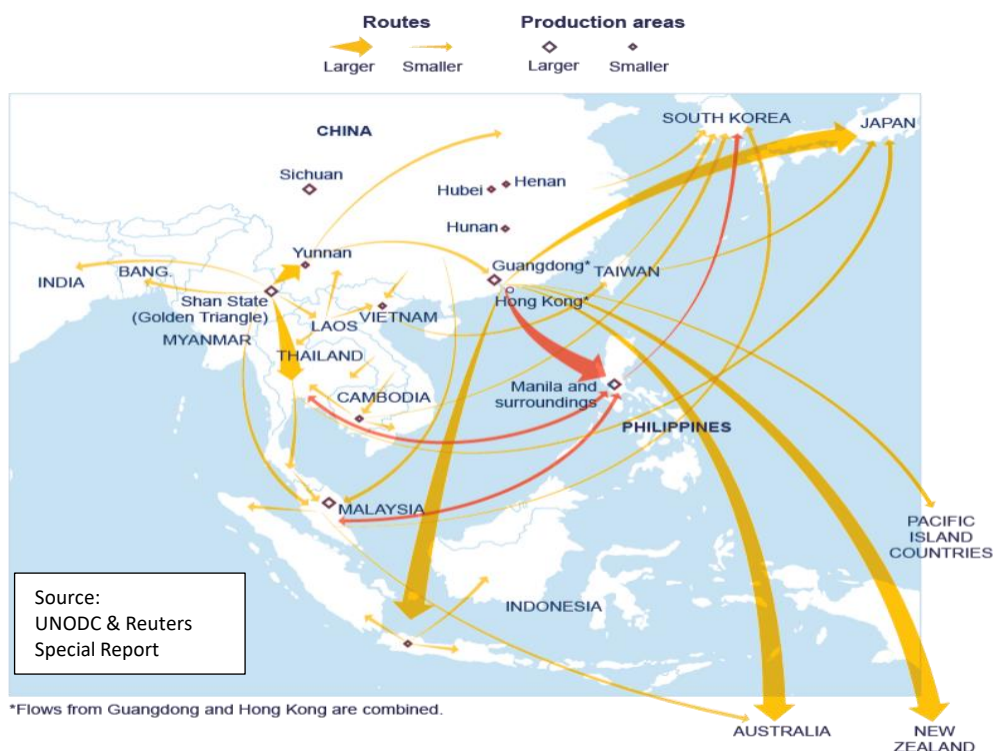 Routes
Production areas
Larger
Smaller
Larger
Smaller
SOUTH KOREA
JAPAN
CHINA
Sichuan
Hubei
Henan
Hunan
Yunnan
Guangdong*
TAIWAN
INDIA
BANG.
Hong Kong*
Shan State
(Golden Triangle)
LAOS
VIETNAM
MYANMAR
THAILAND
CAMBODIA
Manila and
surroundings
PHILIPPINES
MALAYSIA
PACIFIC
ISLAND
COUNTRIES
INDONESIA
Source:
UNODC & Reuters
Special Report
*Flows from Guangdong and Hong Kong are combined.
AUSTRALIA
NEW
ZEALAND